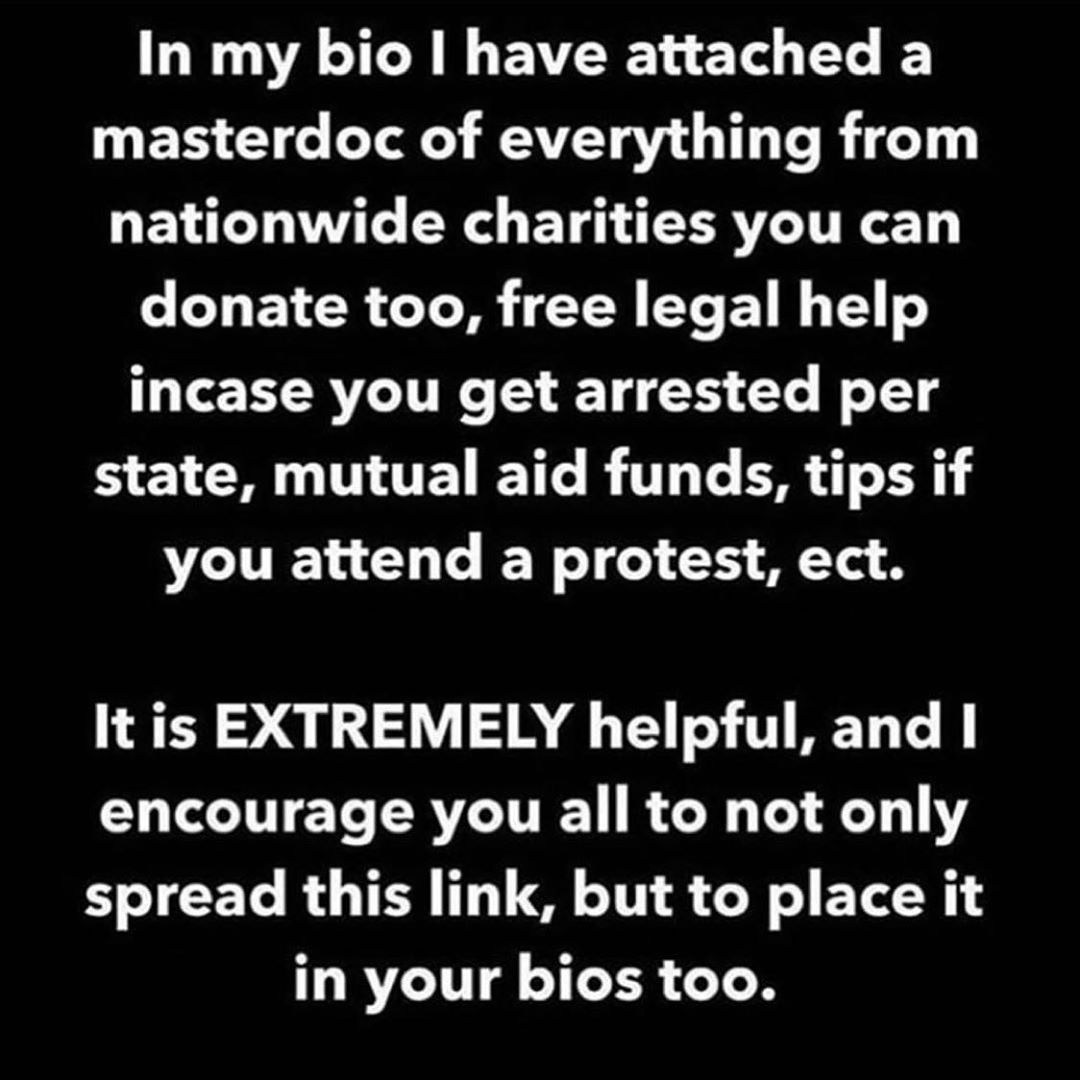 In my bio I have attached a
masterdoc of everything from
nationwide charities you can
donate too, free legal help
incase you get arrested per
state, mutual aid funds, tips if
you attend a protest, ect.
It is EXTREMELY helpful, and I
encourage you all to not only
spread this link, but to place it
in your bios too.